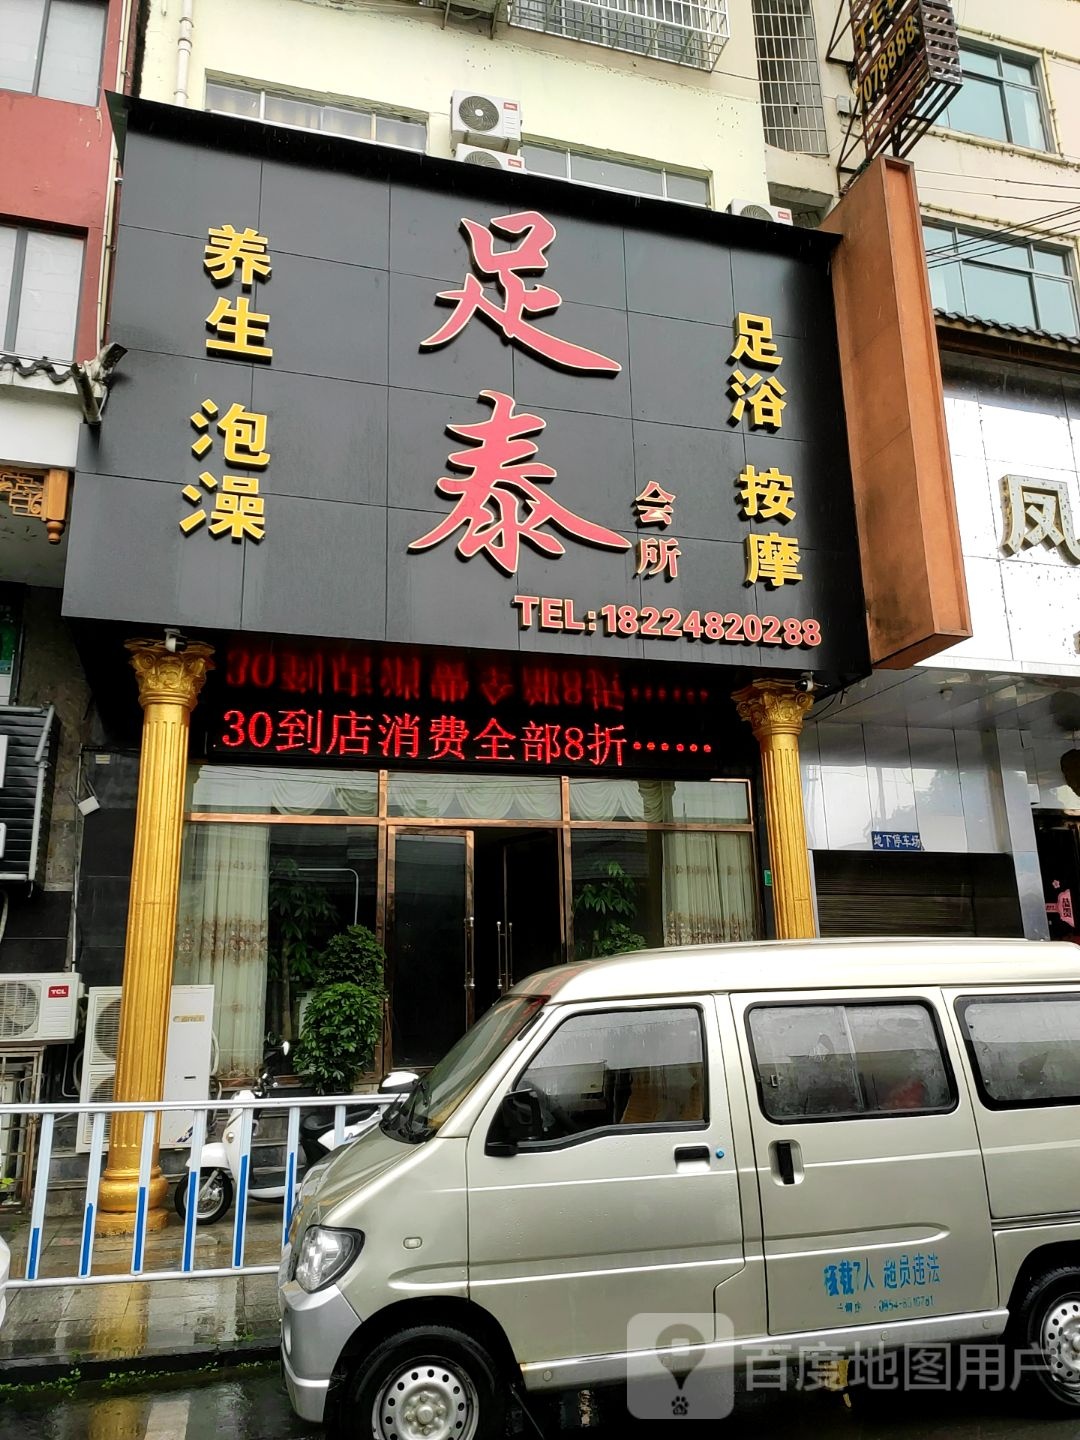 养生
泡澡
足泰
会所
足浴
按摩
TEL:18224820288
30到店消费全部8折······
凤
地下停车场
TCL
核载7人 超员违法
百度地图用户